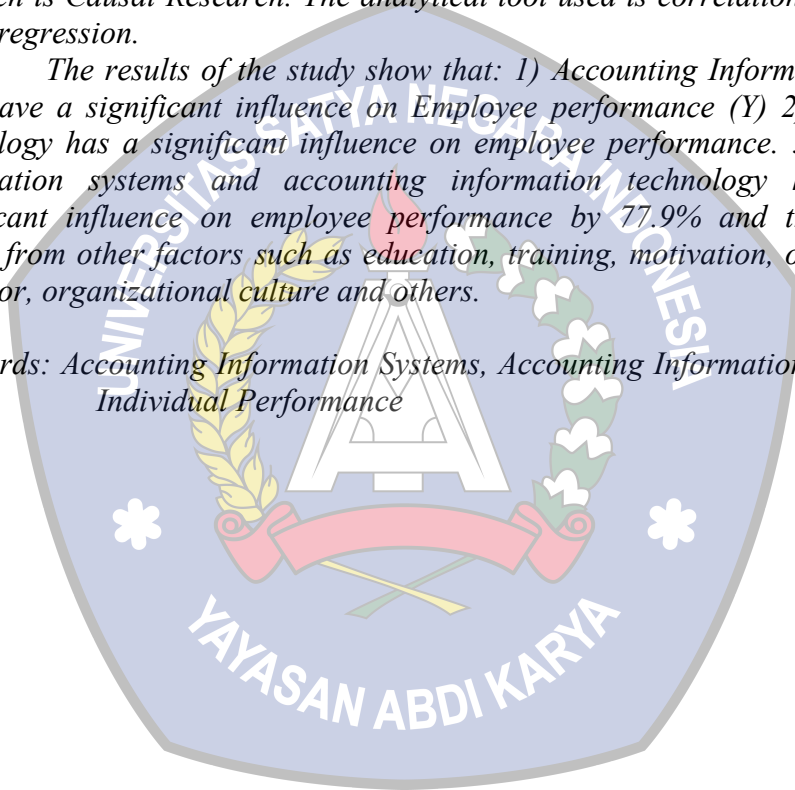 en is Causal Research. The analytical tool used is correlation
regression.
The results of the study show that: 1) Accounting Inform
ave a significant influence on Employee performance (Y) 2
logy has a significant influence on employee performance.
ation systems and accounting information technology
cant influence on employee performance by 77.9% and
from other factors such as education, training, motivation, o
or, organizational culture and others.
rds: Accounting Information Systems, Accounting Information
Individual Performance
UNIVERSITAS SATYA NEGARA INDONESIA
YAYASAN ABDI KARYA